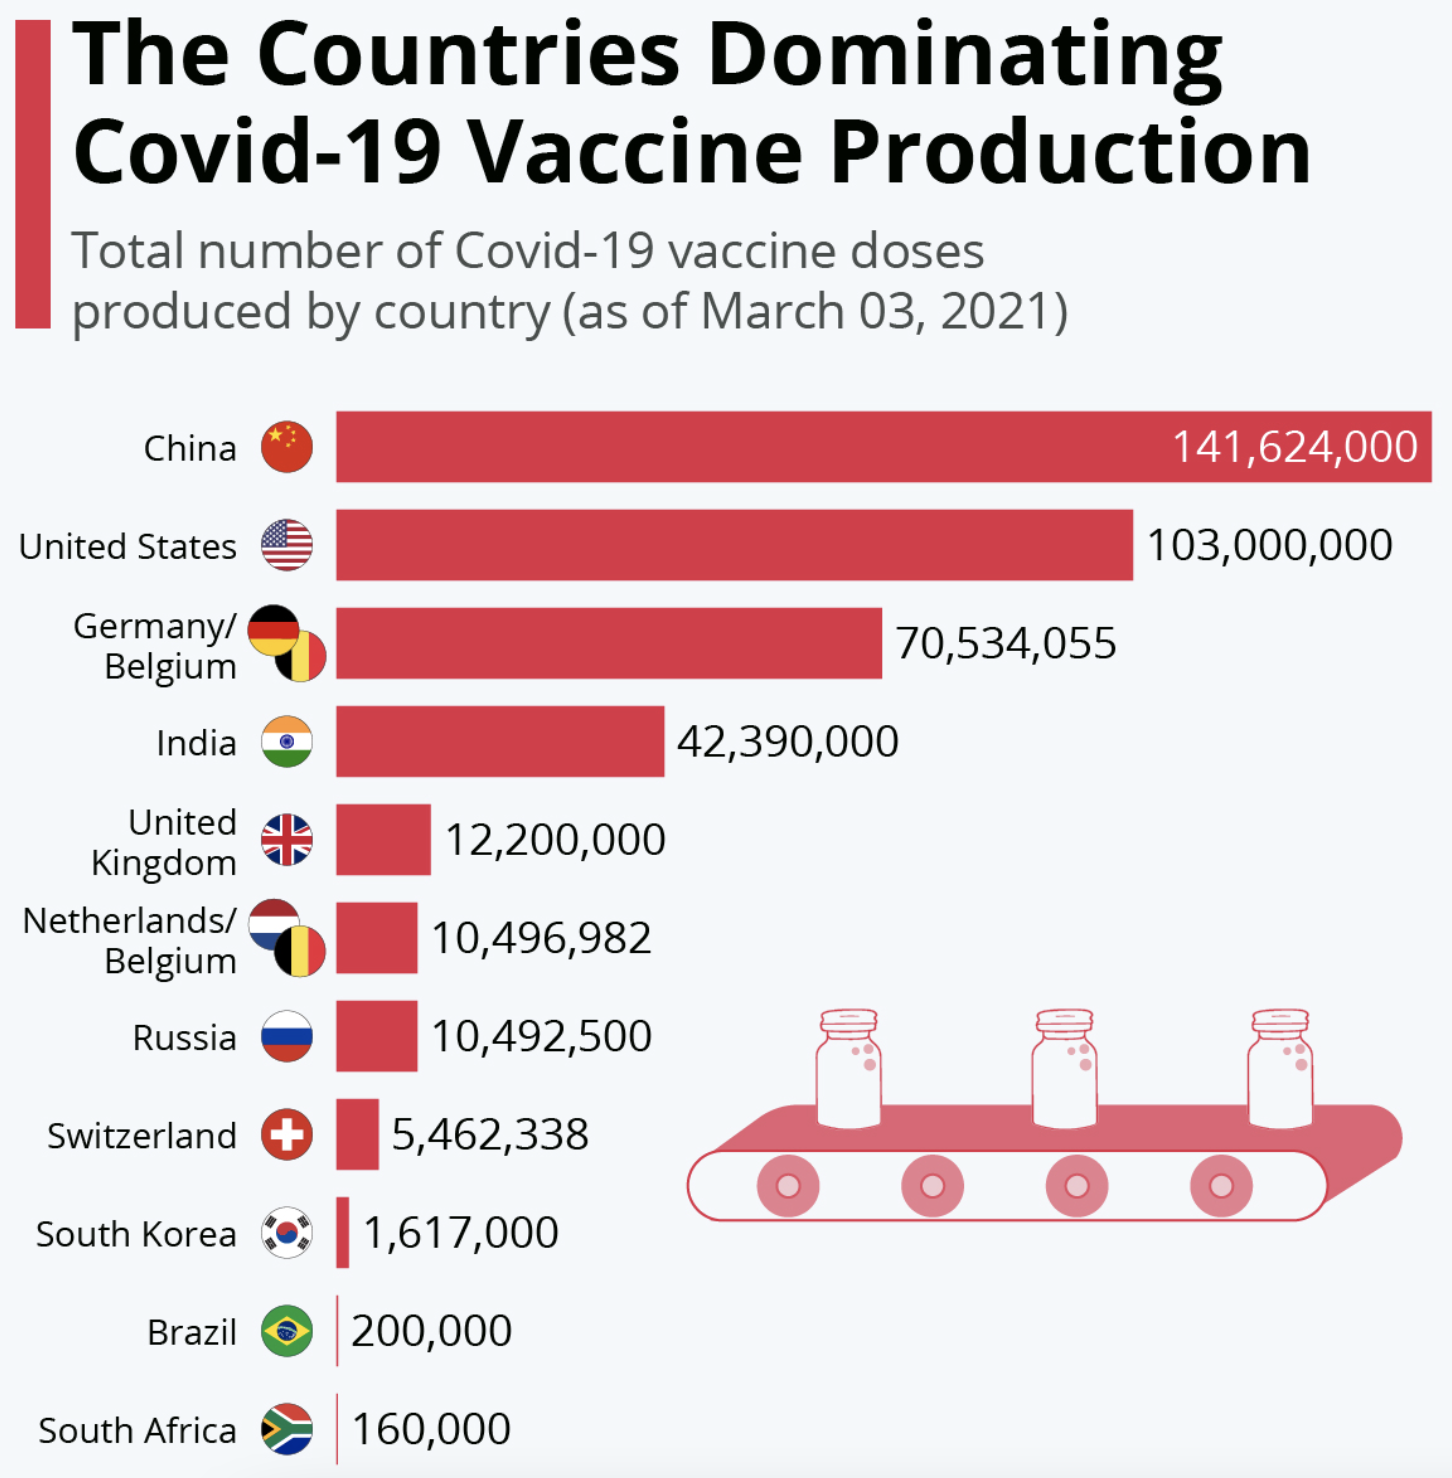 The Countries Dominating
Covid-19 Vaccine Production
Total number of Covid-19 vaccine doses
produced by country (as of March 03, 2021)
China 141,624,000
United States 103,000,000
Germany/
Belgium 70,534,055
India 42,390,000
United
Kingdom 12,200,000
Netherlands/
Belgium 10,496,982
Russia 10,492,500
Switzerland 5,462,338
South Korea 1,617,000
Brazil 200,000
South Africa 160,000